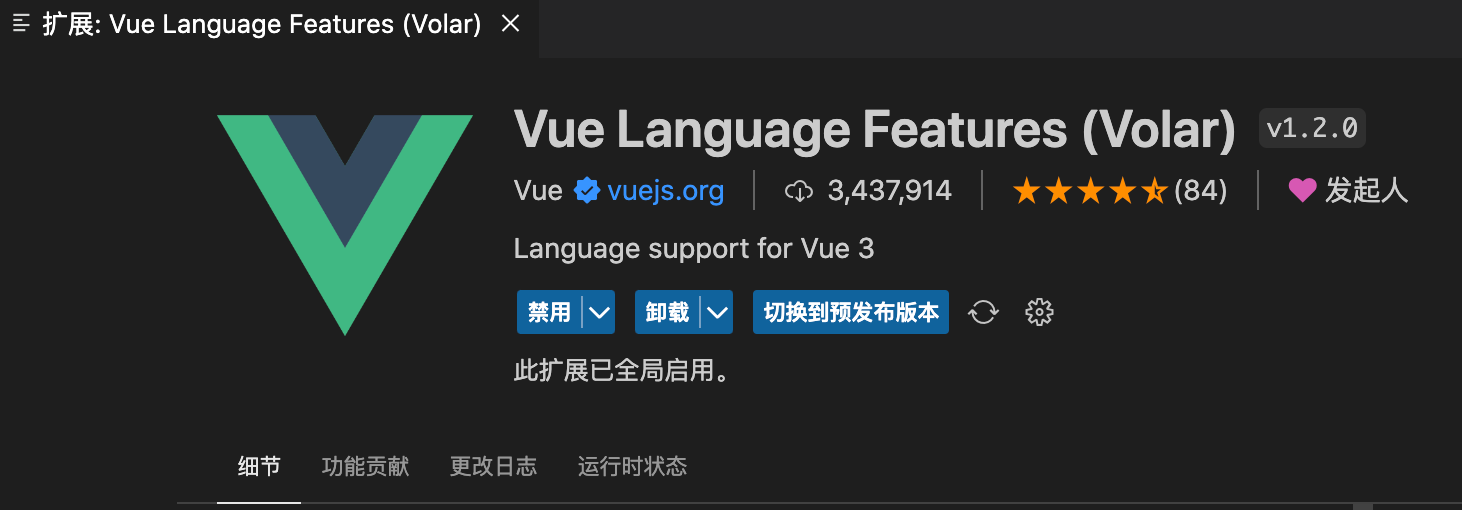 扩展: Vue Language Features (Volar)
Vue Language Features (Volar) v1.2.0
Vue vuejs.org 3,437,914 (84) 发起人
Language support for Vue 3
禁用 卸载 切换到预发布版本
此扩展已全局启用。
细节 功能贡献 更改日志 运行时状态